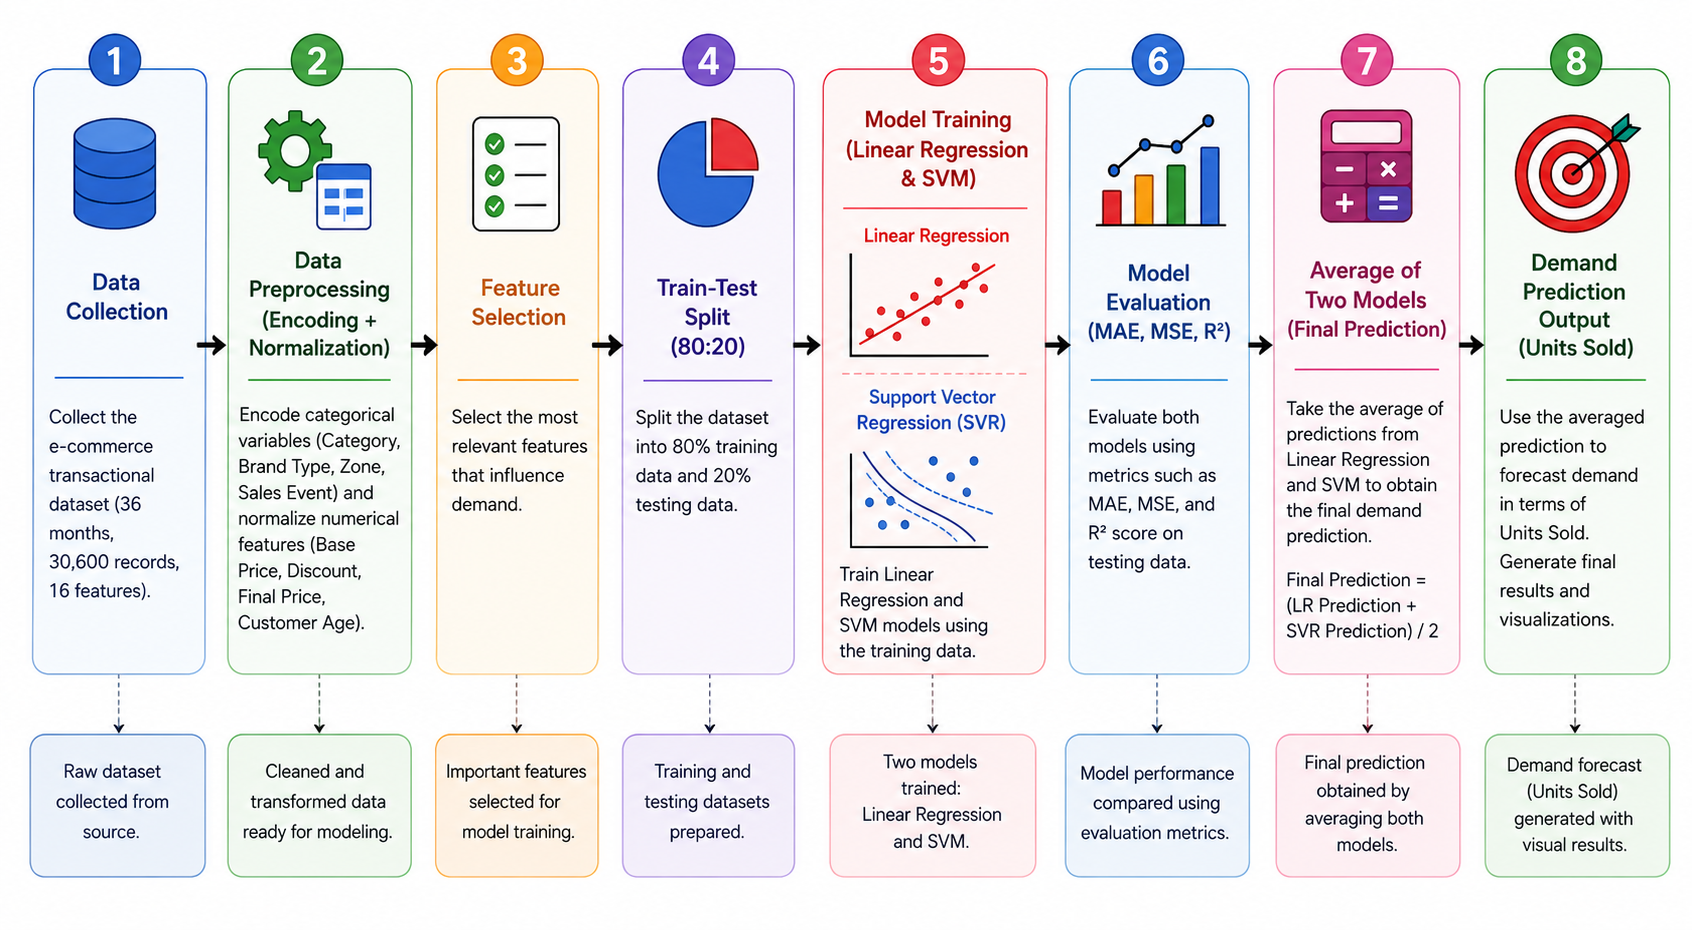 1
Data
Collection
Collect the
e-commerce
transactional
dataset (36
months,
30,600 records,
16 features).
Raw dataset
collected from
source.
2
Data
Preprocessing
(Encoding +
Normalization)
Encode categorical
variables (Category,
Brand Type, Zone,
Sales Event) and
normalize numerical
features (Base
Price, Discount,
Final Price,
Customer Age).
Cleaned and
transformed data
ready for modeling.
3
Feature
Selection
Select the most
relevant features
that influence
demand.
Important features
selected for
model training.
4
Train-Test
Split
(80:20)
Split the dataset
into 80% training
data and 20%
testing data.
Training and
testing datasets
prepared.
5
Model Training
(Linear Regression
& SVM)
Linear Regression
Support Vector
Regression (SVR)
Train Linear
Regression and
SVM models using
the training data.
Two models
trained:
Linear Regression
and SVM.
6
Model
Evaluation
(MAE, MSE, R²)
Evaluate both
models using
metrics such as
MAE, MSE, and
R² score on
testing data.
Model performance
compared using
evaluation metrics.
7
− ×
+ =
Average of
Two Models
(Final Prediction)
Take the average of
predictions from
Linear Regression
and SVM to obtain
the final demand
prediction.
Final Prediction =
(LR Prediction +
SVR Prediction) / 2
Final prediction
obtained by
averaging both
models.
8
Demand
Prediction
Output
(Units Sold)
Use the averaged
prediction to
forecast demand
in terms of
Units Sold.
Generate final
results and
visualizations.
Demand forecast
(Units Sold)
generated with
visual results.